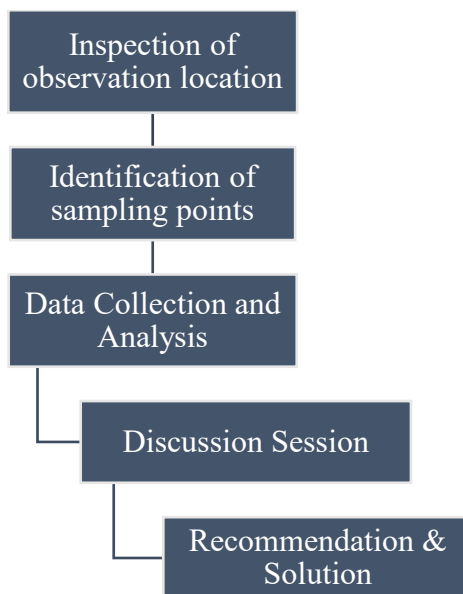 Inspection of
observation location
Identification of
sampling points
Data Collection and
Analysis
Discussion Session
Recommendation &
Solution